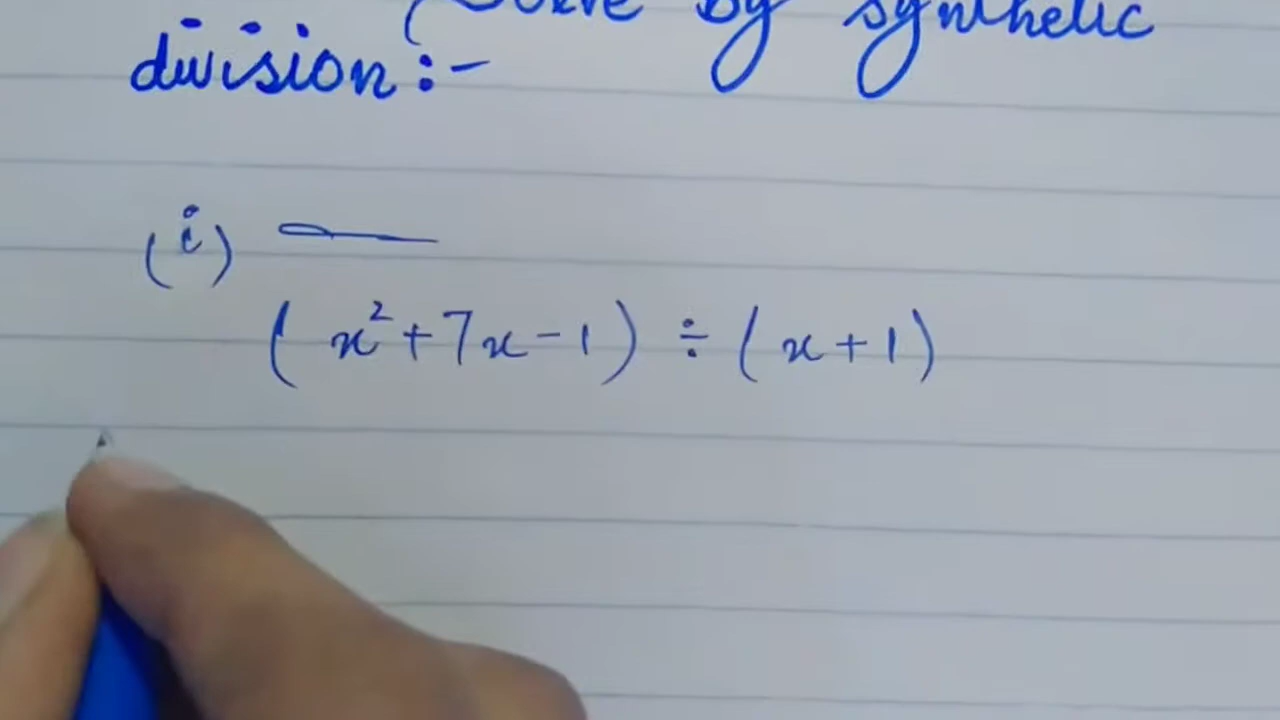 (Solve by synthetic
division:-
(i)
(x²+7x-1) ÷ (x+1)